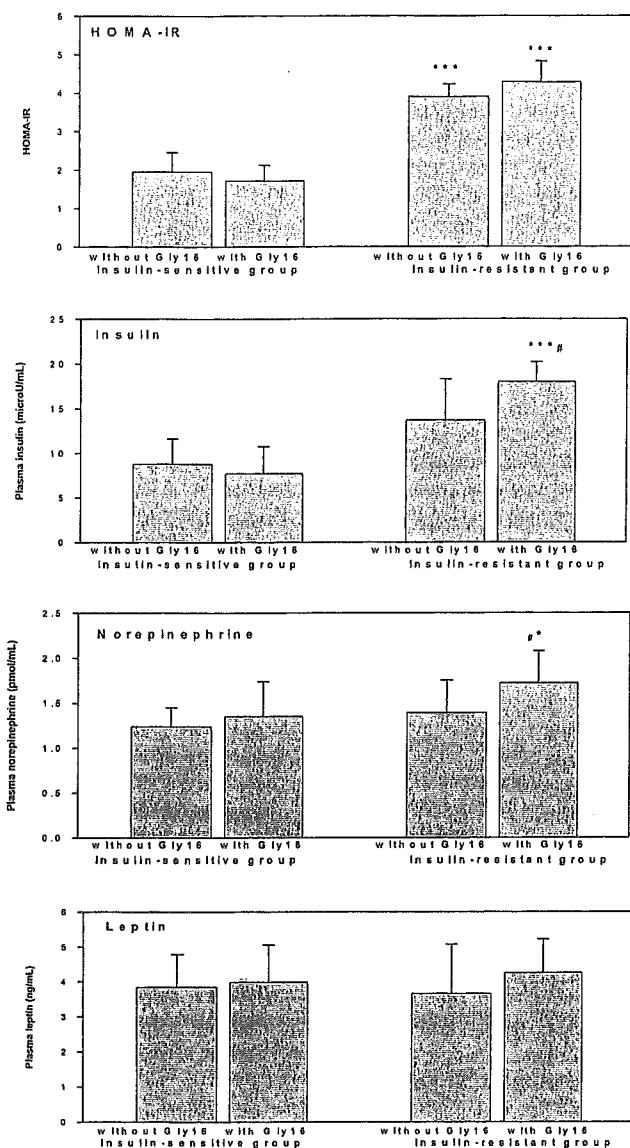 6
5
4
3
2
1
0
HOMA-IR
HOMA-IR
***
***
without Gly16 with Gly16
Insulin-sensitive group
without Gly16 with Gly16
Insulin-resistant group
25
20
15
10
5
0
Plasma insulin (microU/mL)
Insulin
***#
without Gly16 with Gly16
Insulin-sensitive group
without Gly16 with Gly16
Insulin-resistant group
2.5
2.0
1.5
1.0
0.5
0.0
Plasma norepinephrine (pmol/mL)
Norepinephrine
#*
without Gly16 with Gly16
Insulin-sensitive group
without Gly16 with Gly16
Insulin-resistant group
6
5
4
3
2
1
0
Plasma leptin (ng/mL)
Leptin
without Gly16 with Gly16
Insulin-sensitive group
without Gly16 with Gly16
Insulin-resistant group